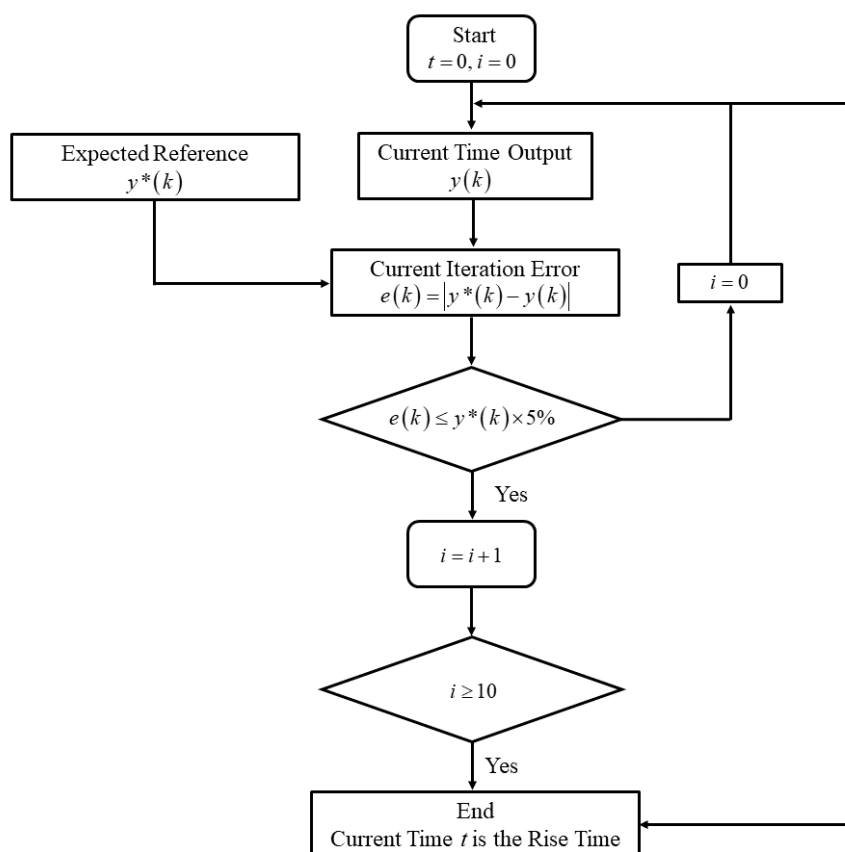 Start
t = 0, i = 0
Expected Reference
y*(k)
Current Time Output
y(k)
Current Iteration Error
e(k) = |y*(k) − y(k)|
i = 0
e(k) ≤ y*(k) × 5%
Yes
i = i + 1
i ≥ 10
Yes
End
Current Time t is the Rise Time